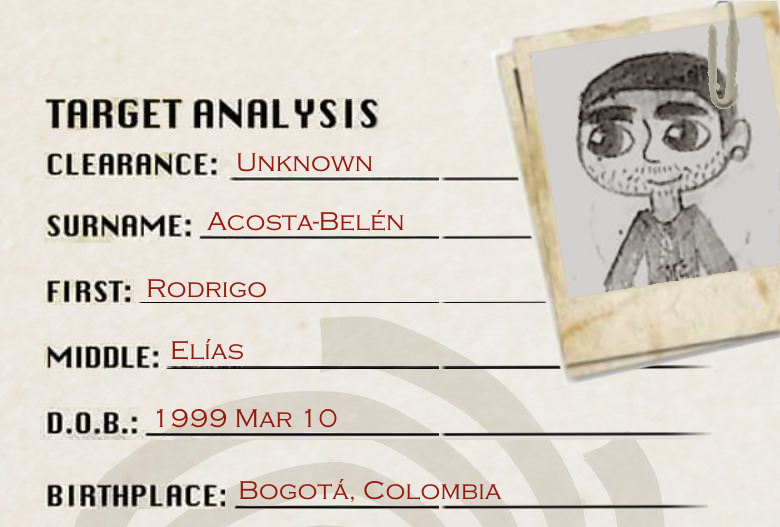 TARGET ANALYSIS
CLEARANCE: UNKNOWN
SURNAME: ACOSTA-BELÉN
FIRST: RODRIGO
MIDDLE: ELÍAS
D.O.B.: 1999 MAR 10
BIRTHPLACE: BOGOTÁ, COLOMBIA